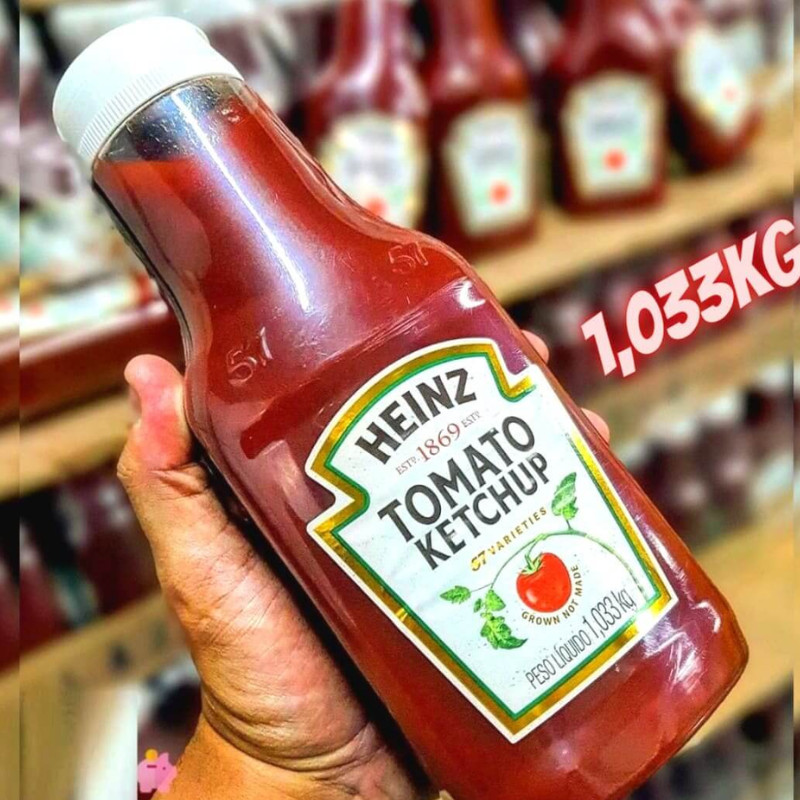 57
57
1,033KG
HEINZ
ESTD. 1869 ESTD.
TOMATO
KETCHUP
57 VARIETIES
GROWN NOT MADE
PESO LÍQUIDO 1,033 kg